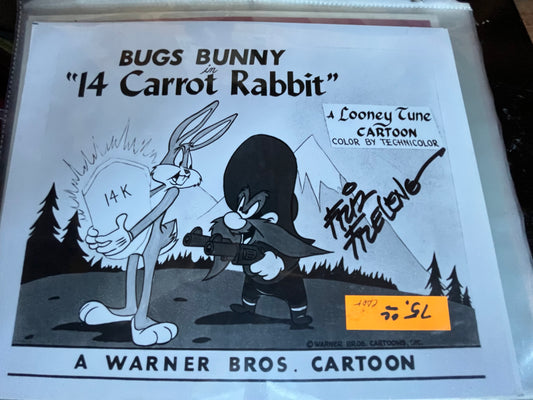 BUGS BUNNY
in
"14 Carrot Rabbit"
A Looney Tune
CARTOON
COLOR BY TECHNICOLOR
14 K
Friz
Freleng
75.00
© WARNER BROS. CARTOONS, INC.
A WARNER BROS. CARTOON